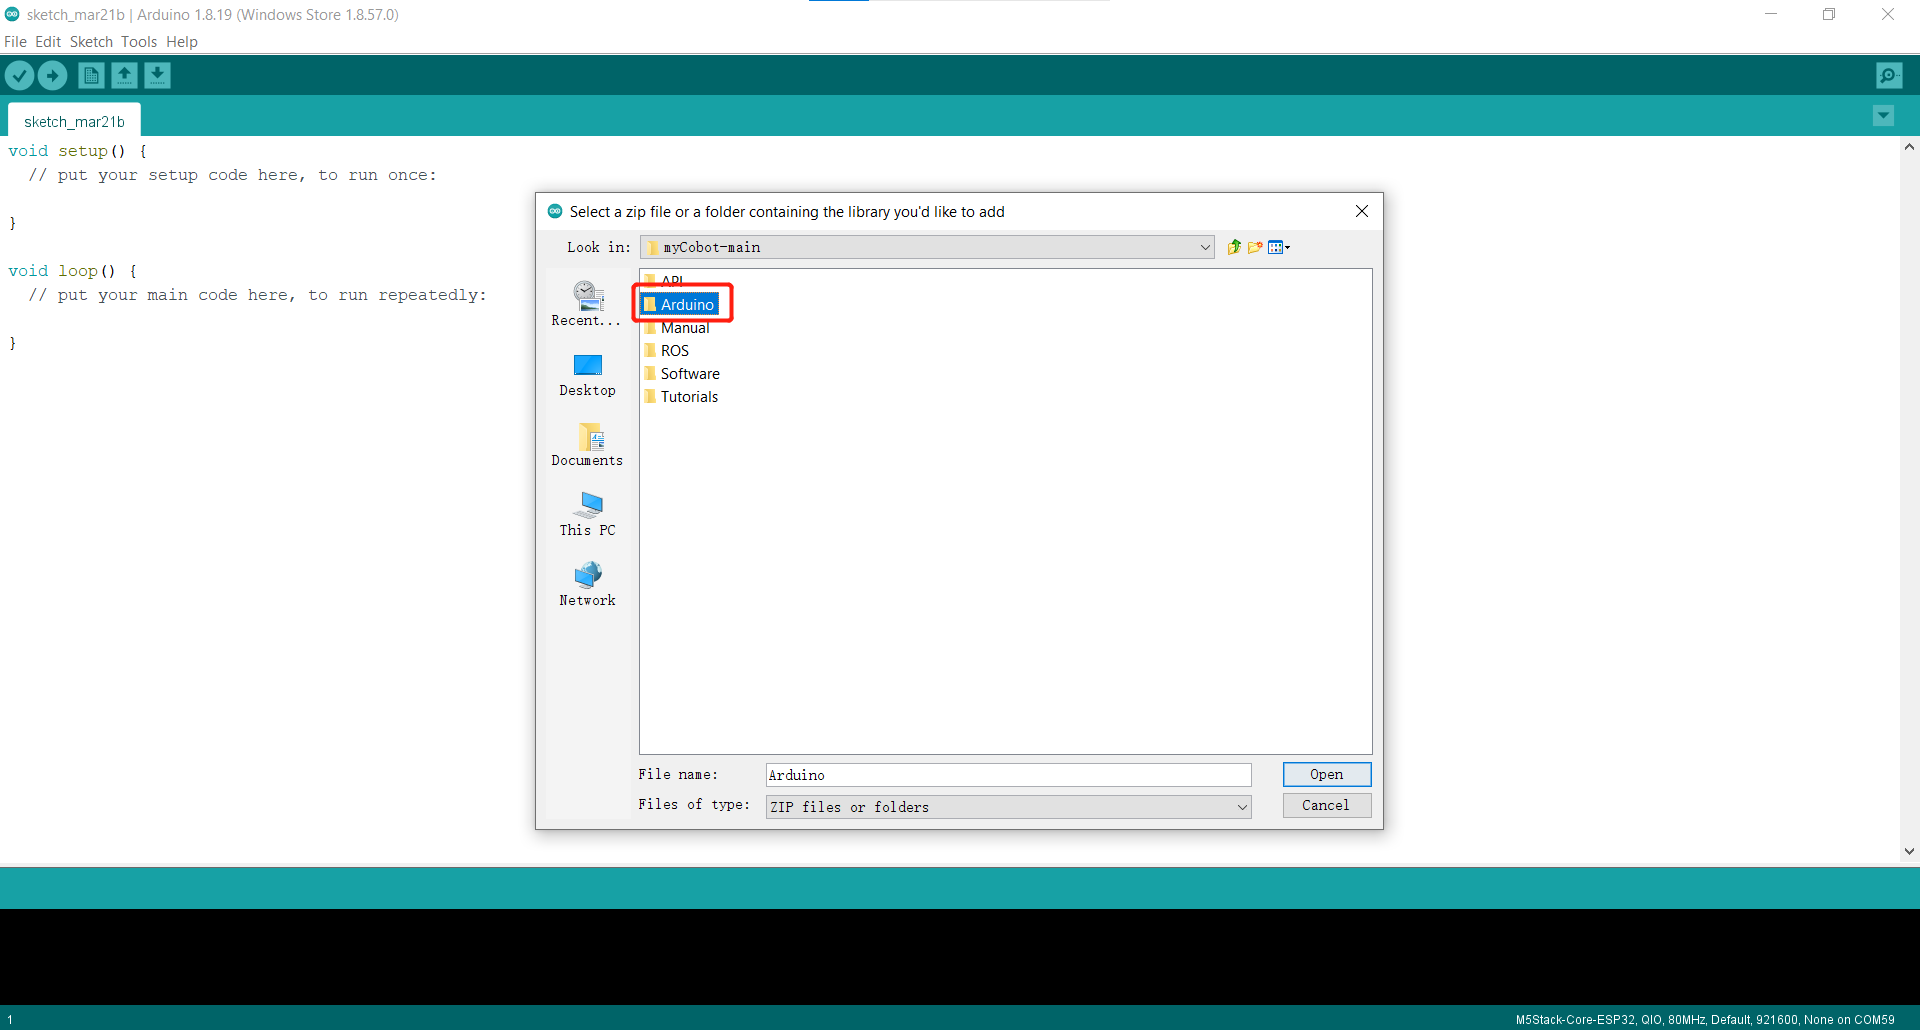 sketch_mar21b | Arduino 1.8.19 (Windows Store 1.8.57.0)
File Edit Sketch Tools Help
sketch_mar21b
void setup() {
// put your setup code here, to run once:
}
void loop() {
// put your main code here, to run repeatedly:
}
Select a zip file or a folder containing the library you'd like to add
Look in: myCobot-main
Recent...
Desktop
Documents
This PC
Network
API
Arduino
Manual
ROS
Software
Tutorials
File name: Arduino Open
Files of type: ZIP files or folders Cancel
1 M5Stack-Core-ESP32, QIO, 80MHz, Default, 921600, None on COM59